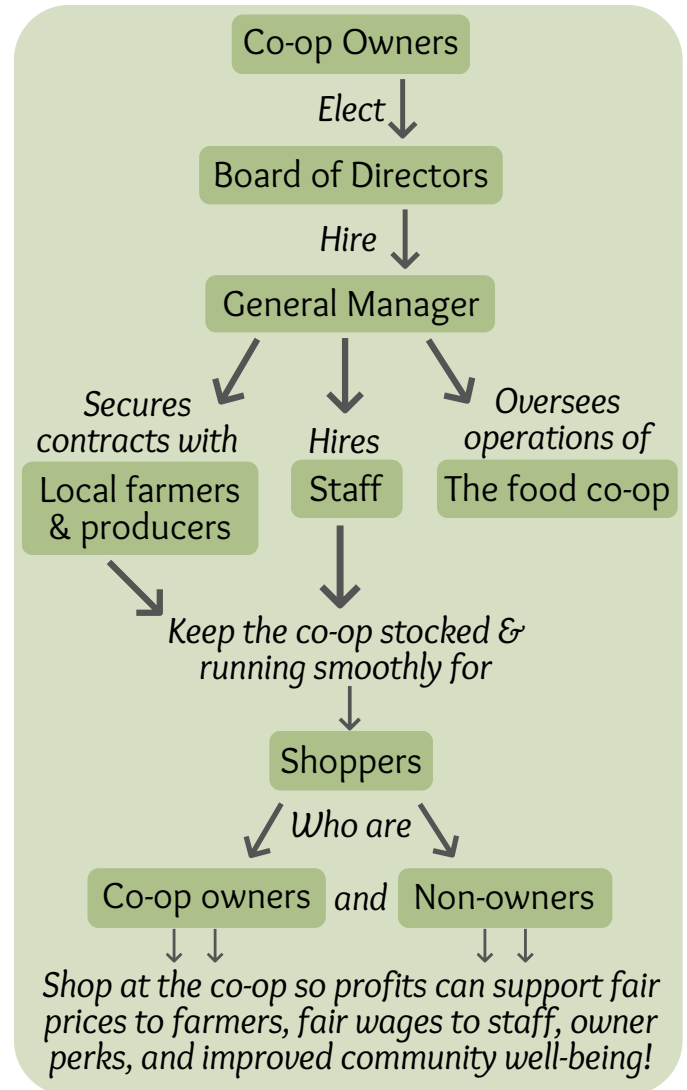 Co-op Owners
Elect
Board of Directors
Hire
General Manager
Secures
contracts with
Local farmers
& producers
Hires
Staff
Oversees
operations of
The food co-op
Keep the co-op stocked &
running smoothly for
Shoppers
Who are
Co-op owners and Non-owners
Shop at the co-op so profits can support fair
prices to farmers, fair wages to staff, owner
perks, and improved community well-being!